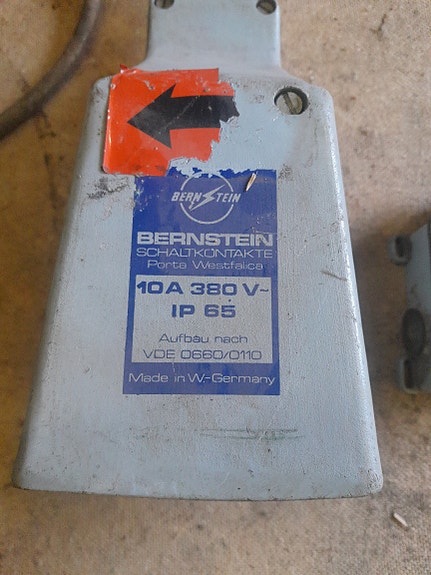 BERNSTEIN
BERNSTEIN
SCHALTKONTAKTE
Porta Westfalica
10A 380 V~
IP 65
Aufbau nach
VDE 0660/0110
Made in W-Germany